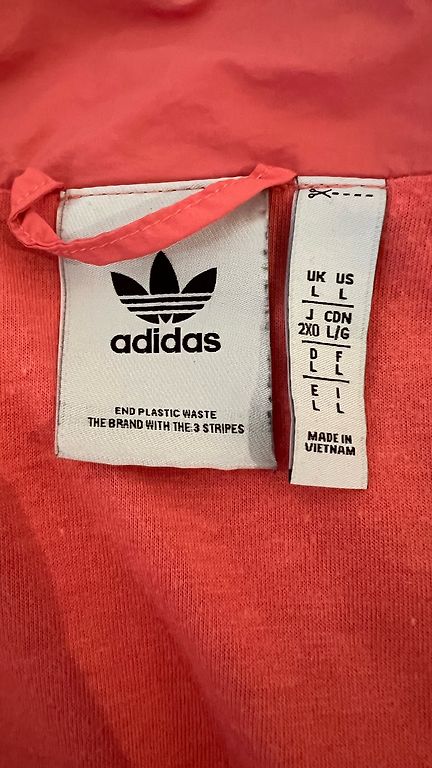 adidas
END PLASTIC WASTE
THE BRAND WITH THE 3 STRIPES
UK US
L L
J CDN
2XO L/G
D F
L L
E I
L L
MADE IN
VIETNAM